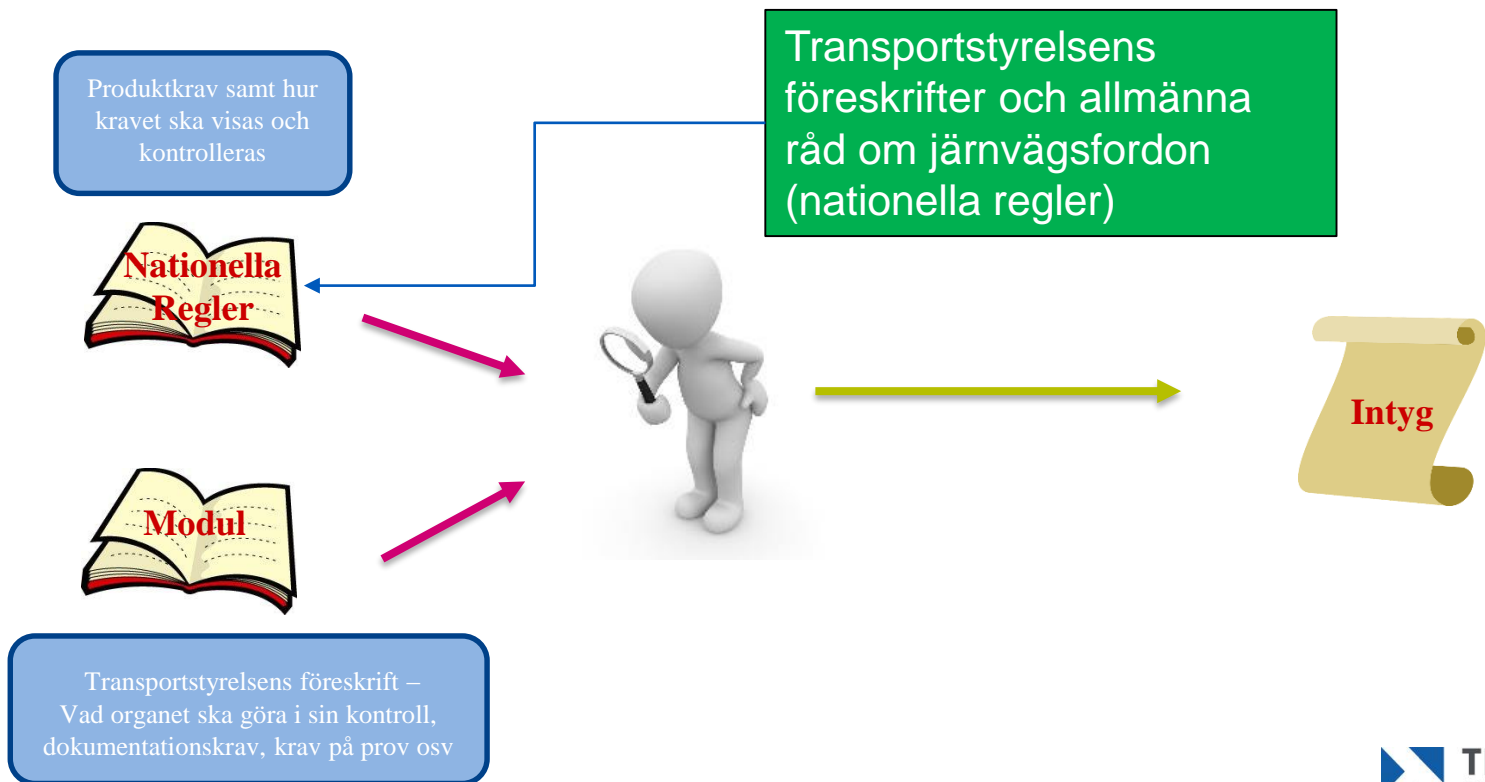 Produktkrav samt hur
kravet ska visas och
kontrolleras
Transportstyrelsens
föreskrifter och allmänna
råd om järnvägsfordon
(nationella regler)
Nationella
Regler
Intyg
Modul
Transportstyrelsens föreskrift –
Vad organet ska göra i sin kontroll,
dokumentationskrav, krav på prov osv